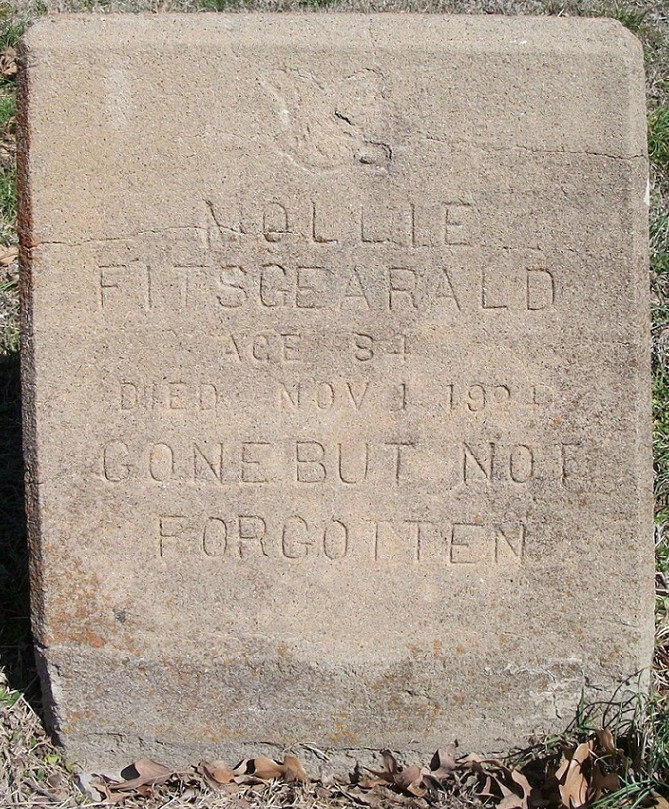 MOLLIE
FITSGEARALD
AGE 84
DIED NOV 1
GONE BUT NOT
FORGOTTEN